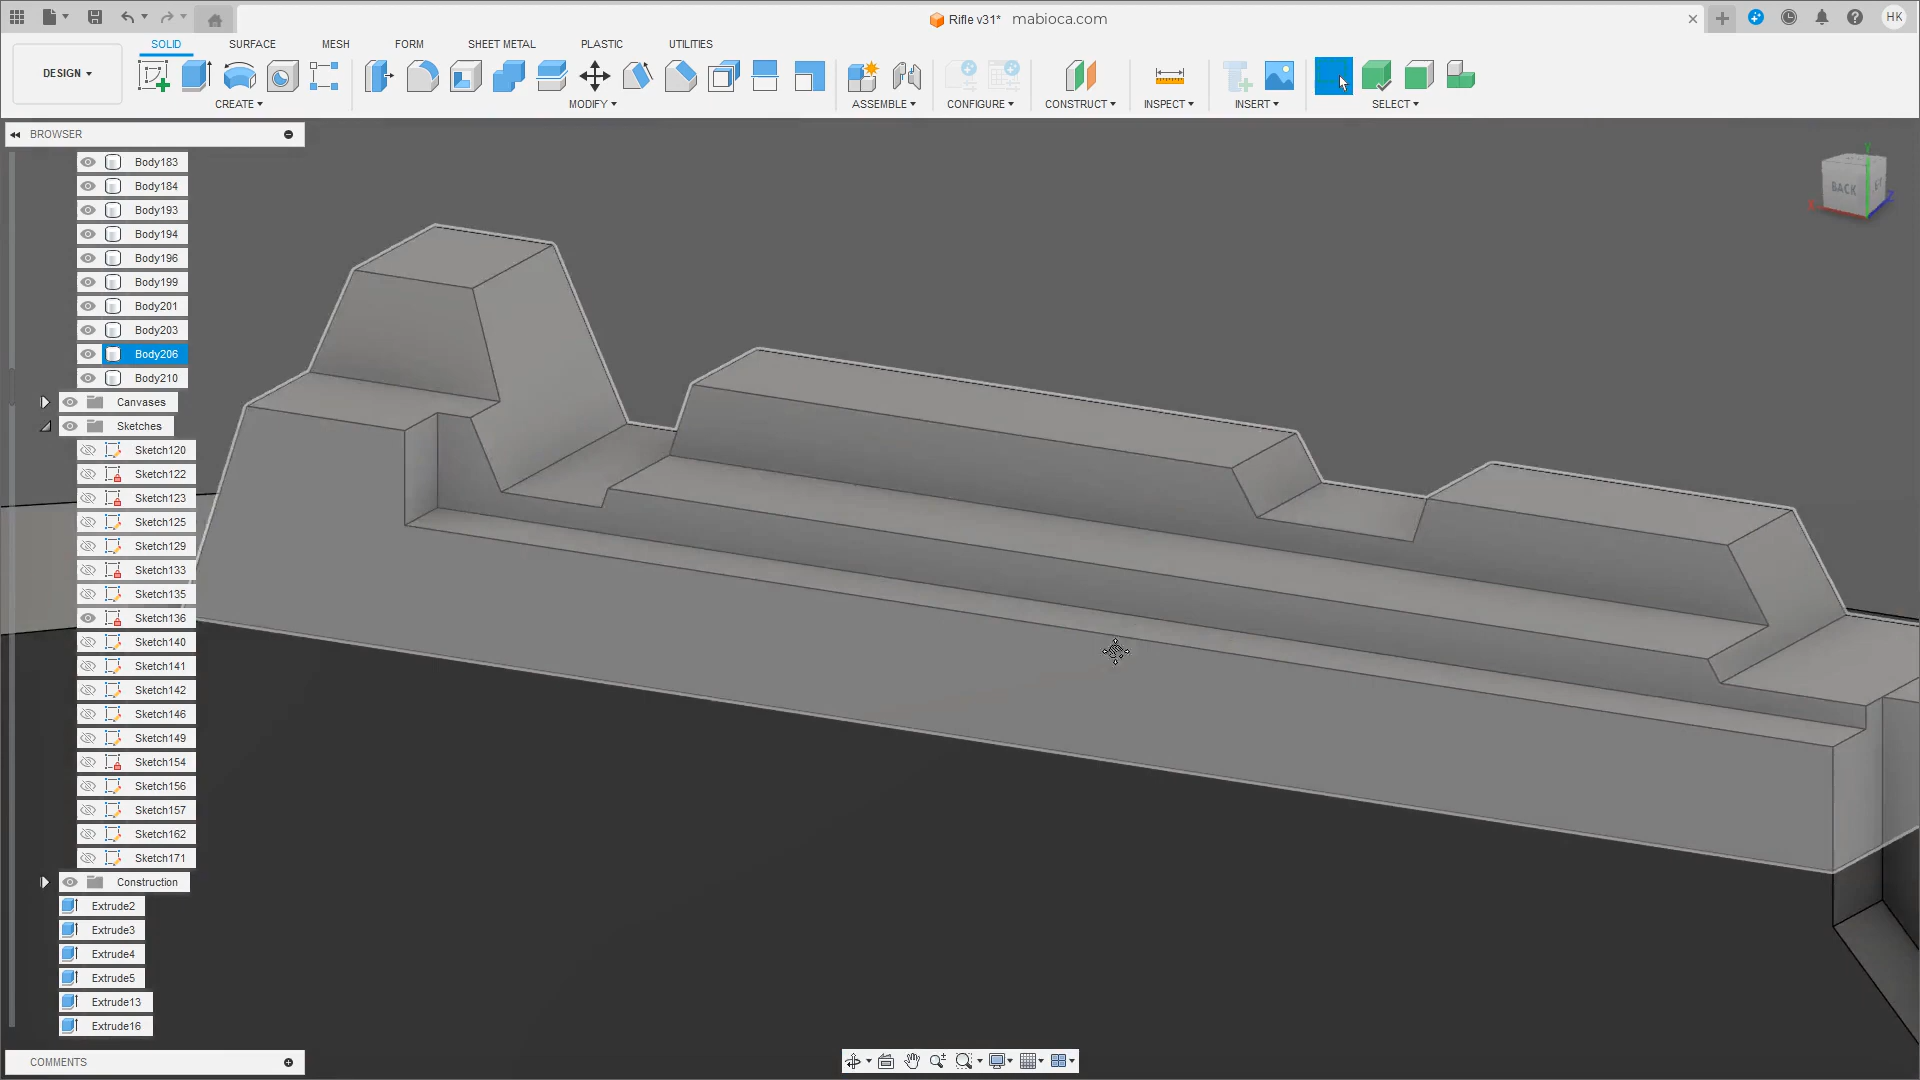 Rifle v31* mabioca.com
HK
DESIGN
SOLID SURFACE MESH FORM SHEET METAL PLASTIC UTILITIES
CREATE MODIFY ASSEMBLE CONFIGURE CONSTRUCT INSPECT INSERT SELECT
BROWSER
Body183
Body184
Body193
Body194
Body196
Body199
Body201
Body203
Body206
Body210
Canvases
Sketches
Sketch120
Sketch122
Sketch123
Sketch125
Sketch129
Sketch133
Sketch135
Sketch136
Sketch140
Sketch141
Sketch142
Sketch146
Sketch149
Sketch154
Sketch156
Sketch157
Sketch162
Sketch171
Construction
Extrude2
Extrude3
Extrude4
Extrude5
Extrude13
Extrude16
COMMENTS
Y
BACK
X
Z